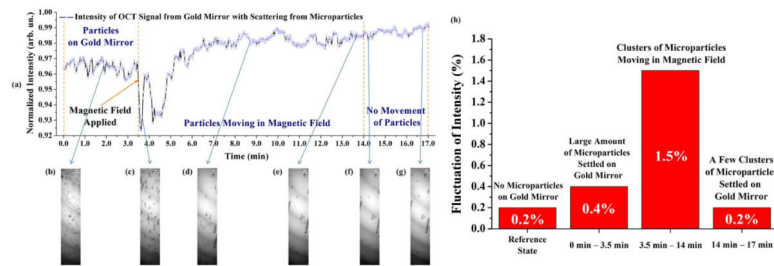 Intensity of OCT Signal from Gold Mirror with Scattering from Microparticles
Particles
on Gold Mirror
Magnetic Field
Applied
Particles Moving in Magnetic Field
No Movement
of Particles
Normalized Intensity (arb. un.)
1.00
0.99
0.98
0.97
0.96
0.95
0.94
0.93
0.92
(a)
0.0 1.0 2.0 3.0 4.0 5.0 6.0 7.0 8.0 9.0 10.0 11.0 12.0 13.0 14.0 15.0 16.0 17.0
Time (min)
(b) (c) (d) (e) (f) (g)
(h)
Fluctuation of Intensity (%)
1.8
1.6
1.4
1.2
1.0
0.8
0.6
0.4
0.2
0.0
Clusters of Microparticles
Moving in Magnetic Field
Large Amount
of Microparticles
Settled on
Gold Mirror
No Microparticles
on Gold Mirror
A Few Clusters
of Microparticle
Settled on
Gold Mirror
0.2%
0.4%
1.5%
0.2%
Reference
State
0 min – 3.5 min
3.5 min – 14 min
14 min – 17 min